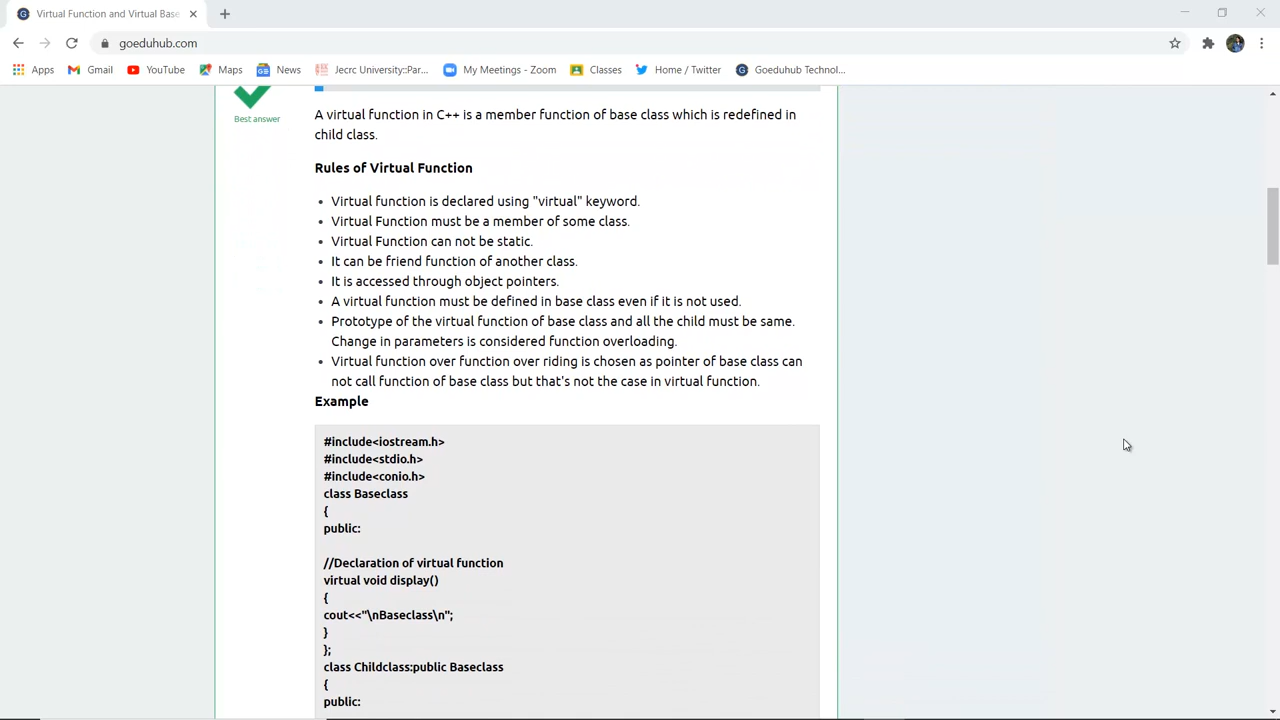 Virtual Function and Virtual Base
goeduhub.com
Apps Gmail YouTube Maps News Jecrc University::Par... My Meetings - Zoom Classes Home / Twitter Goeduhub Technol...
Best answer
A virtual function in C++ is a member function of base class which is redefined in
child class.
Rules of Virtual Function
• Virtual function is declared using "virtual" keyword.
• Virtual Function must be a member of some class.
• Virtual Function can not be static.
• It can be friend function of another class.
• It is accessed through object pointers.
• A virtual function must be defined in base class even if it is not used.
• Prototype of the virtual function of base class and all the child must be same.
Change in parameters is considered function overloading.
• Virtual function over function over riding is chosen as pointer of base class can
not call function of base class but that's not the case in virtual function.
Example
#include<iostream.h>
#include<stdio.h>
#include<conio.h>
class Baseclass
{
public:
//Declaration of virtual function
virtual void display()
{
cout<<"\nBaseclass\n";
}
};
class Childclass:public Baseclass
{
public: